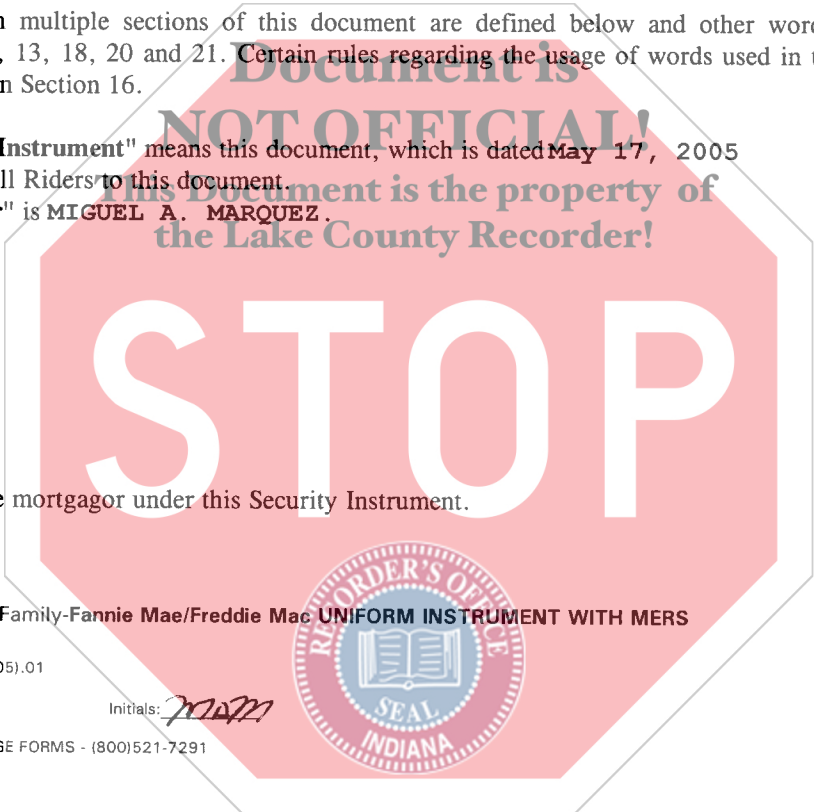 multiple sections of this document are defined below and other
13, 18, 20 and 21. Certain rules regarding the usage of words used in
Section 16.
Document is
NOT OFFICIAL!
This Document is the property of
the Lake County Recorder!
Instrument" means this document, which is dated May 17, 2005
Riders to this document.
" is MIGUEL A. MARQUEZ.
STOP
mortgagor under this Security Instrument.
Family-Fannie Mae/Freddie Mac UNIFORM INSTRUMENT WITH MERS
05).01
Initials: MAM
FORMS - (800)521-7291
RECORDER'S OFFICE
SEAL
INDIANA